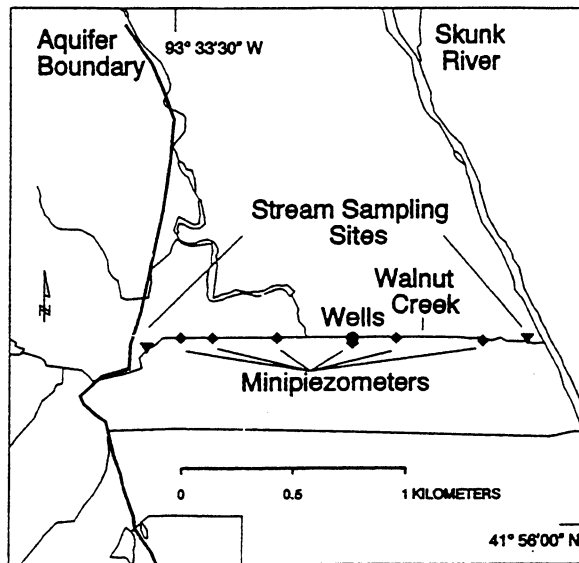 Aquifer
Boundary
93° 33'30" W
Skunk
River
Stream Sampling
Sites
Walnut
Creek
Wells
Minipiezometers
N
0 0.5 1 KILOMETERS
41° 56'00" N